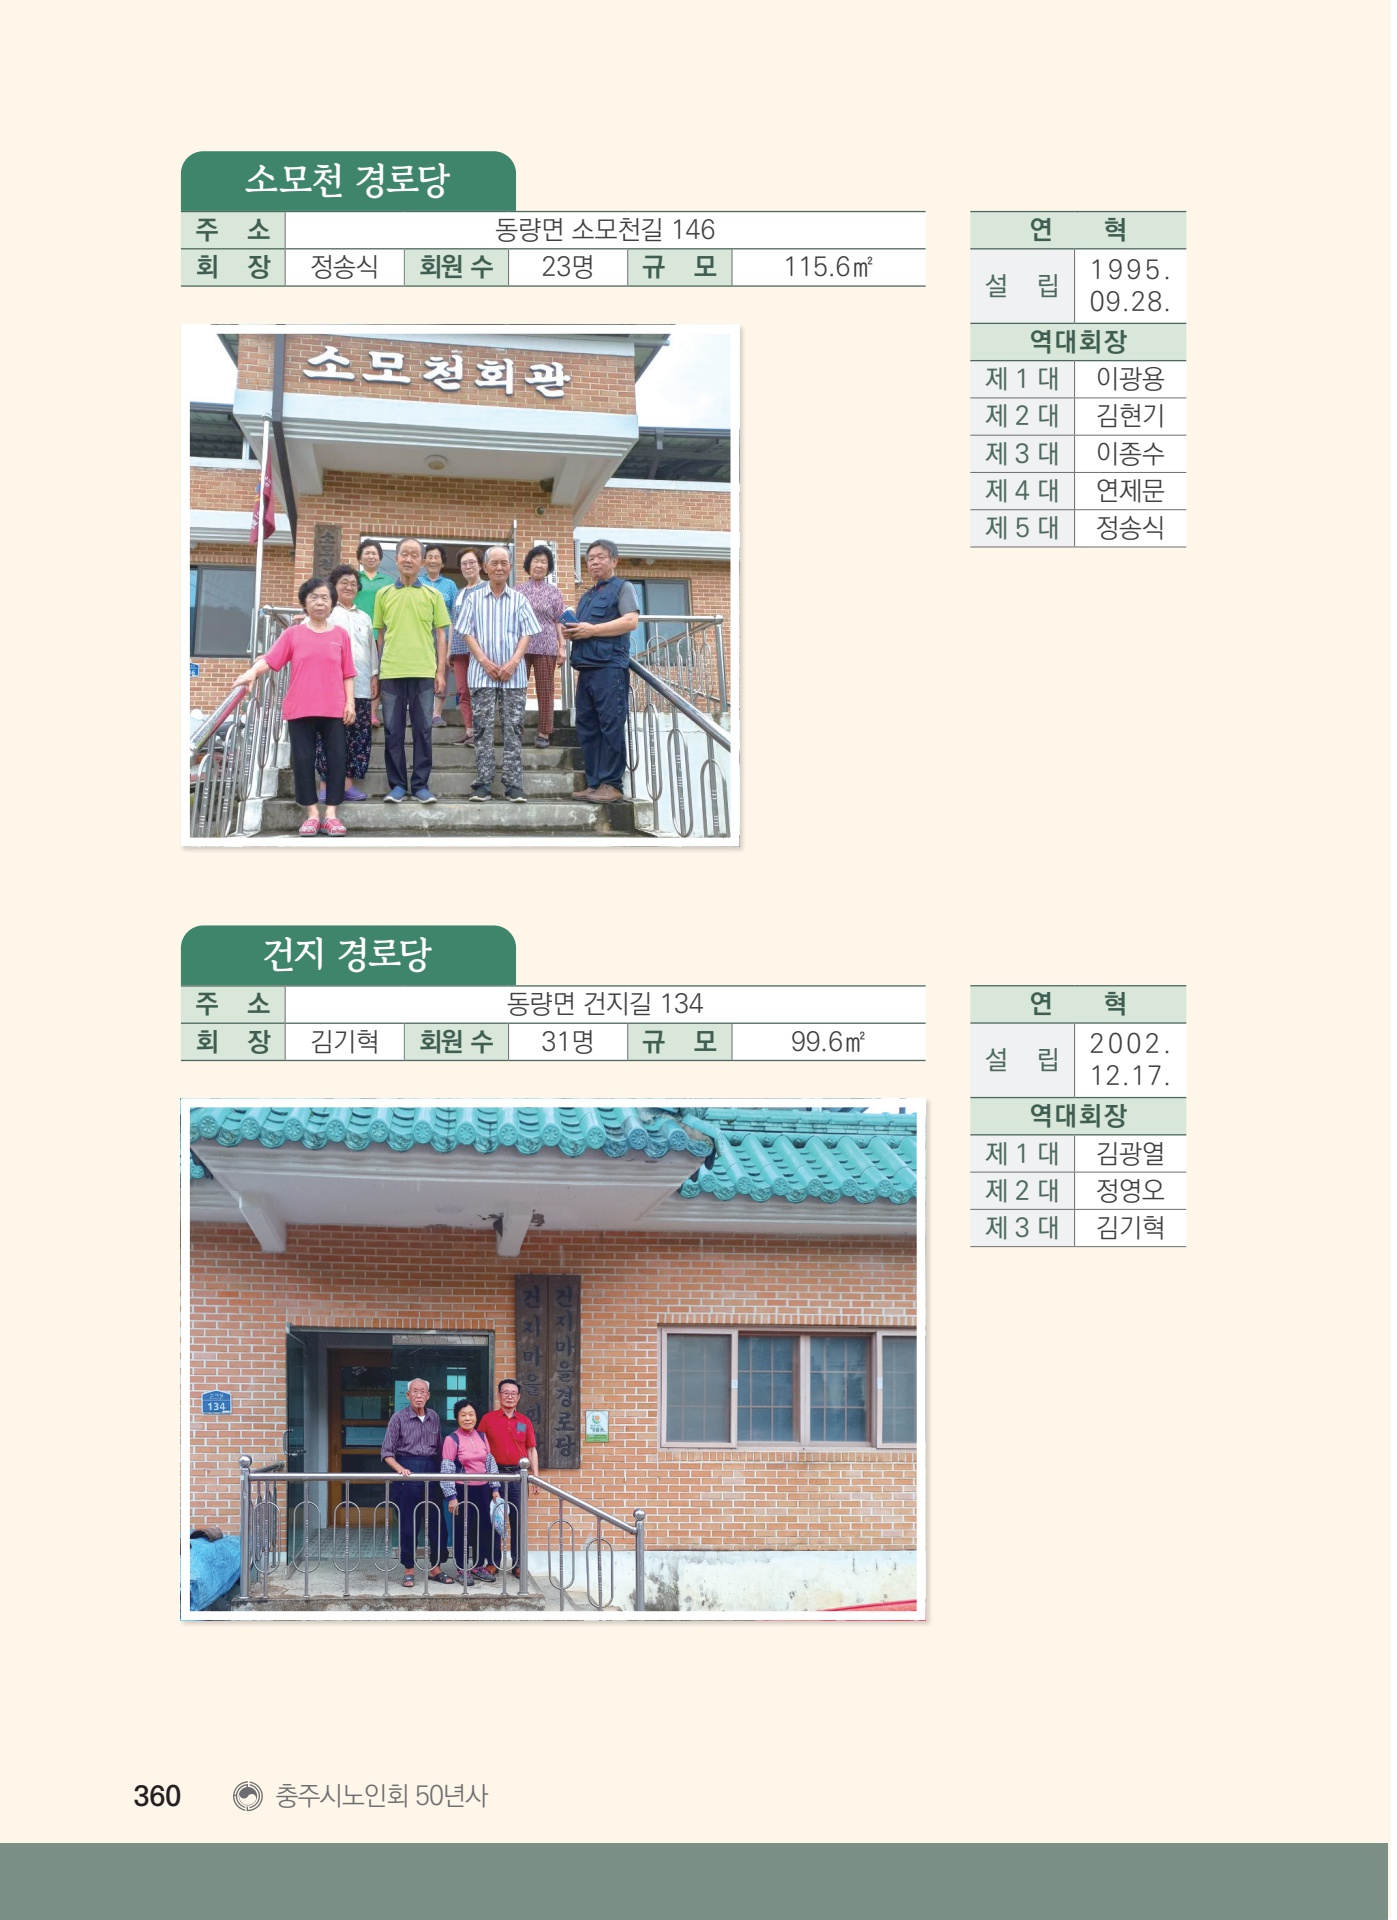 소모천 경로당
주 소 동량면 소모천길 146
회 장 정송식 회원 수 23명 규 모 115.6㎡
연 혁
설 립 1995.
09.28.
역대회장
제 1 대 이광용
제 2 대 김현기
제 3 대 이종수
제 4 대 연제문
제 5 대 정송식
소모천회관
소모천
건지 경로당
주 소 동량면 건지길 134
회 장 김기혁 회원 수 31명 규 모 99.6㎡
연 혁
설 립 2002.
12.17.
역대회장
제 1 대 김광열
제 2 대 정영오
제 3 대 김기혁
건지마을회
건지마을경로당
134
360 충주시노인회 50년사